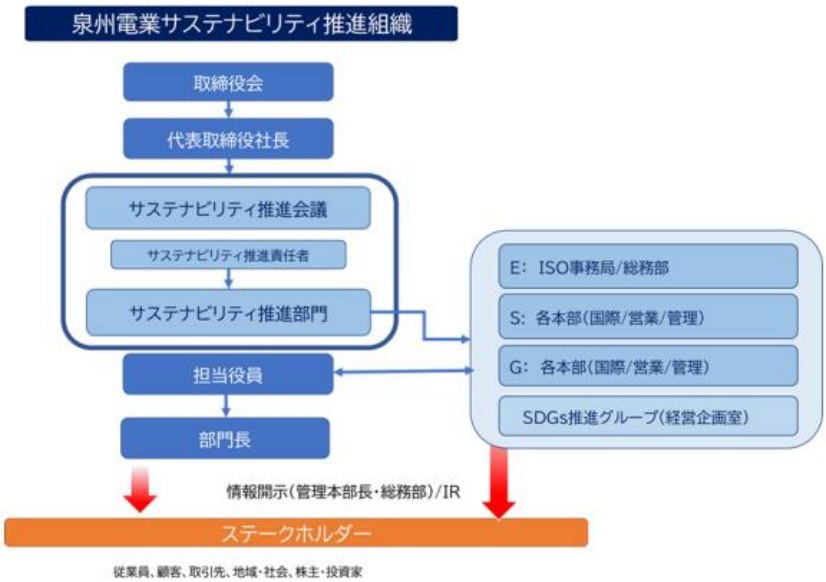 泉州電業サステナビリティ推進組織
取締役会
代表取締役社長
サステナビリティ推進会議
サステナビリティ推進責任者
サステナビリティ推進部門
担当役員
部門長
E: ISO事務局/総務部
S: 各本部(国際/営業/管理)
G: 各本部(国際/営業/管理)
SDGs推進グループ(経営企画室)
情報開示(管理本部長・総務部)/IR
ステークホルダー
従業員、顧客、取引先、地域・社会、株主・投資家